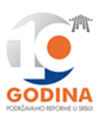 10
GODINA
PODRŽAVAMO REFORME U SRBIJI